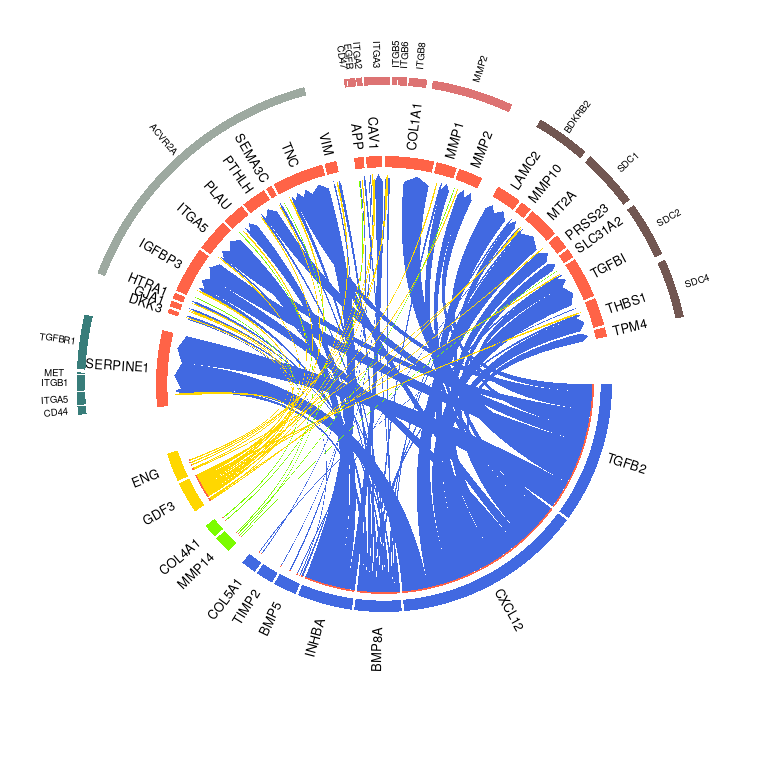 CD47
EGFR
ITGA2
ITGA3
ITGB5
ITGB6
ITGB8
MMP2
BDKRB2
SDC1
SDC2
SDC4
ACVR2A
TGFBR1
MET
ITGB1
ITGA5
CD44
SERPINE1
DKK3
GJA1
HTRA1
IGFBP3
ITGA5
PLAU
PTHLH
SEMA3C
TNC
VIM
APP
CAV1
COL1A1
MMP1
MMP2
LAMC2
MMP10
MT2A
PRSS23
SLC31A2
TGFBI
THBS1
TPM4
TGFB2
CXCL12
BMP8A
INHBA
BMP5
TIMP2
COL5A1
MMP14
COL4A1
GDF3
ENG